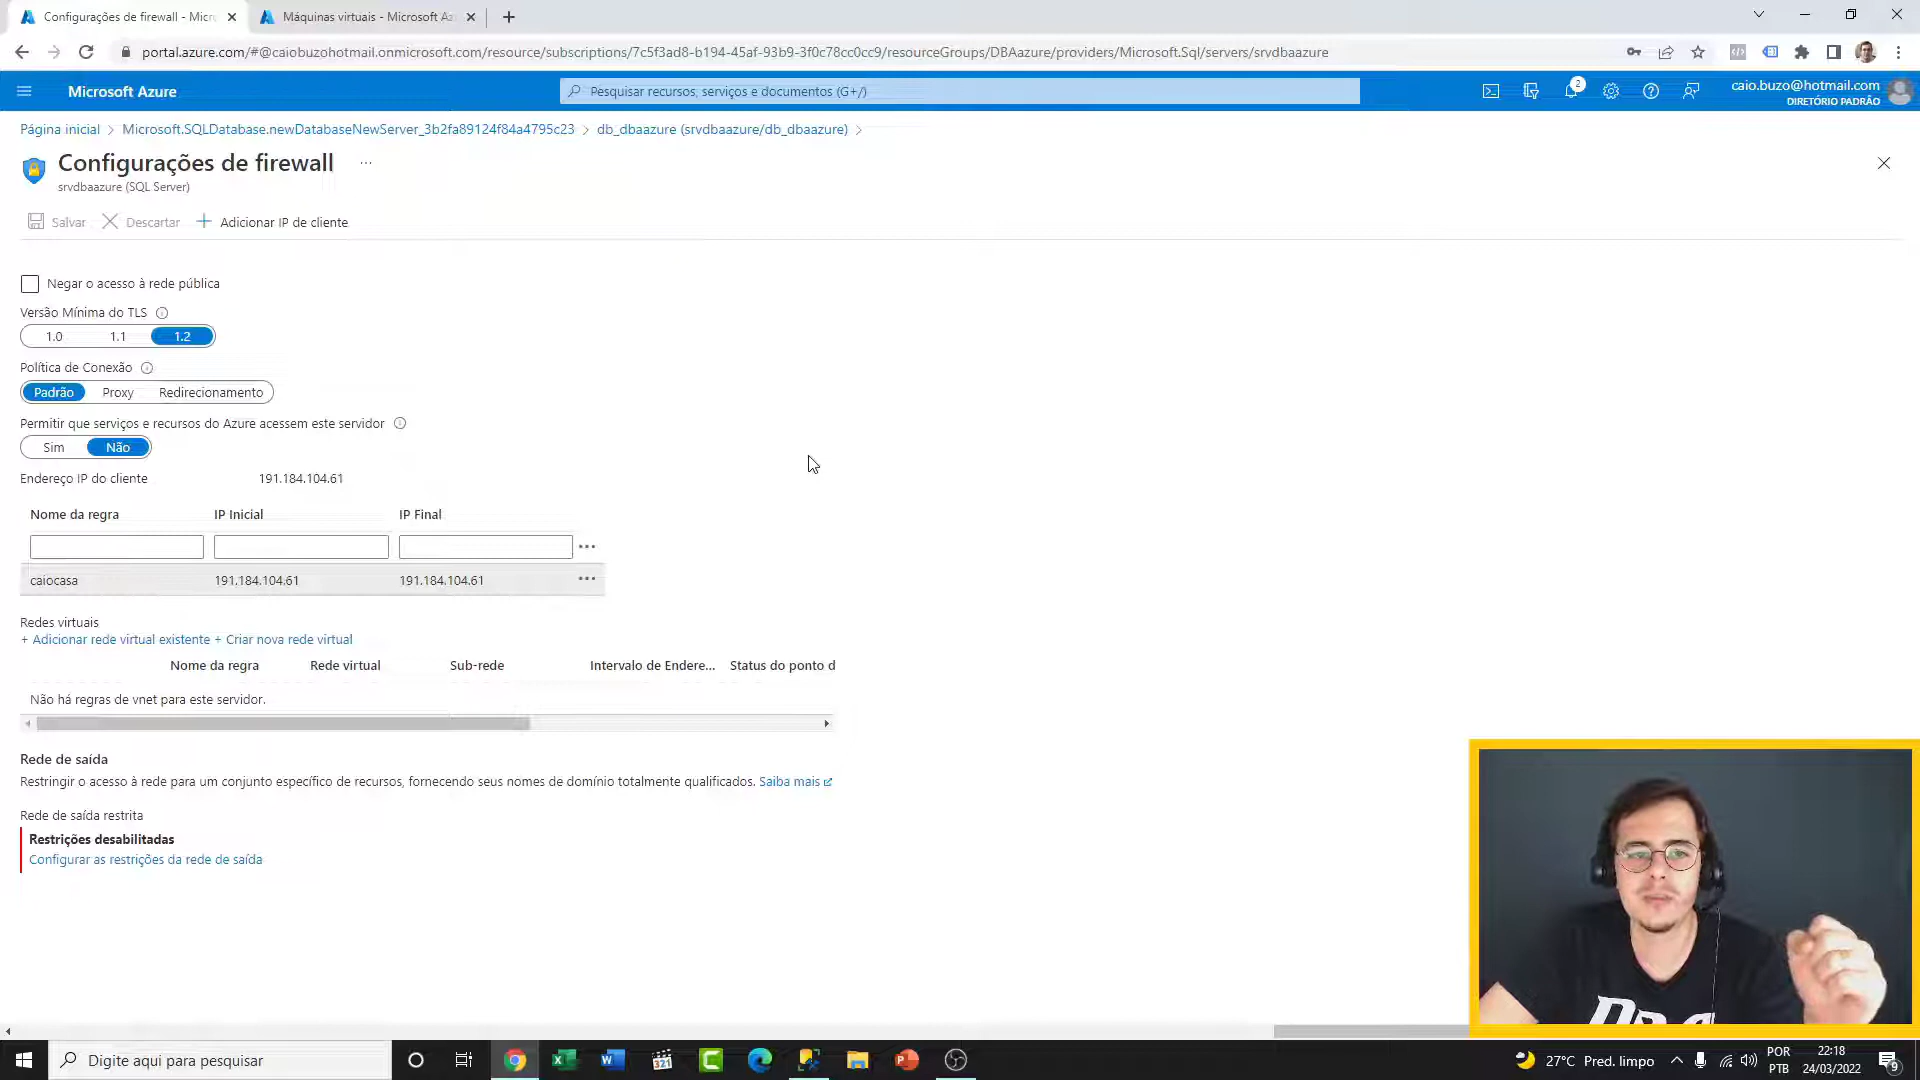 Configurações de firewall - Micro
Máquinas virtuais - Microsoft Az
portal.azure.com/#@caiobuzohotmail.onmicrosoft.com/resource/subscriptions/7c5f3ad8-b194-45af-93b9-3f0c78cc0cc9/resourceGroups/DBAazure/providers/Microsoft.Sql/servers/srvdbaazure
Microsoft Azure
Pesquisar recursos, serviços e documentos (G+/)
2
caio.buzo@hotmail.com
DIRETÓRIO PADRÃO
Página inicial > Microsoft.SQLDatabase.newDatabaseNewServer_3b2fa89124f84a4795c23 > db_dbaazure (srvdbaazure/db_dbaazure) >
Configurações de firewall ...
srvdbaazure (SQL Server)
Salvar Descartar + Adicionar IP de cliente
Negar o acesso à rede pública
Versão Mínima do TLS
1.0 1.1 1.2
Política de Conexão
Padrão Proxy Redirecionamento
Permitir que serviços e recursos do Azure acessem este servidor
Sim Não
Endereço IP do cliente 191.184.104.61
Nome da regra IP Inicial IP Final
caiocasa 191.184.104.61 191.184.104.61
Redes virtuais
+ Adicionar rede virtual existente + Criar nova rede virtual
Nome da regra Rede virtual Sub-rede Intervalo de Endere... Status do ponto d
Não há regras de vnet para este servidor.
Rede de saída
Restringir o acesso à rede para um conjunto específico de recursos, fornecendo seus nomes de domínio totalmente qualificados. Saiba mais
Rede de saída restrita
Restrições desabilitadas
Configurar as restrições da rede de saída
Digite aqui para pesquisar
27°C Pred. limpo
POR
PTB
22:18
24/03/2022
9